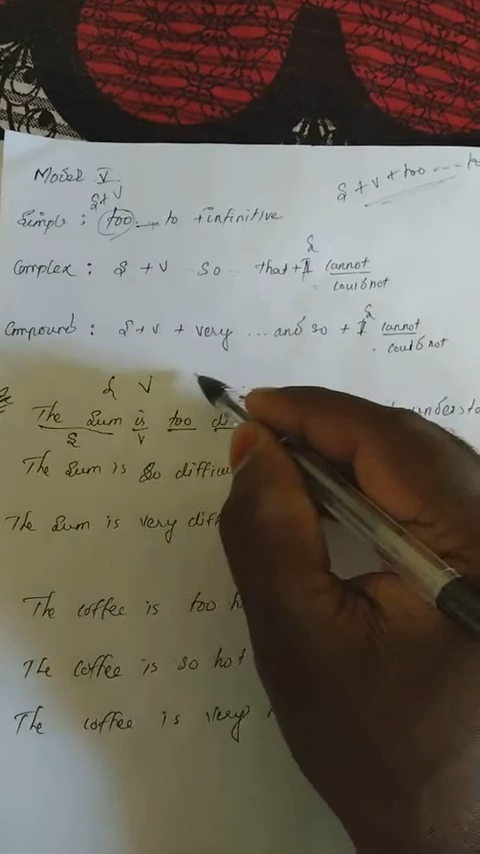 Model V
S + V + too ---- to
S + V
Simple : too --- to + infinitive
S
Complex : S + V .. so .. that + I cannot
could not
S
Compound : S + V + very ... and so + I cannot
could not
S V
The Sum is too
S V
The Sum is so
The Sum is very
The coffee is too
The coffee is so hot
The coffee is very